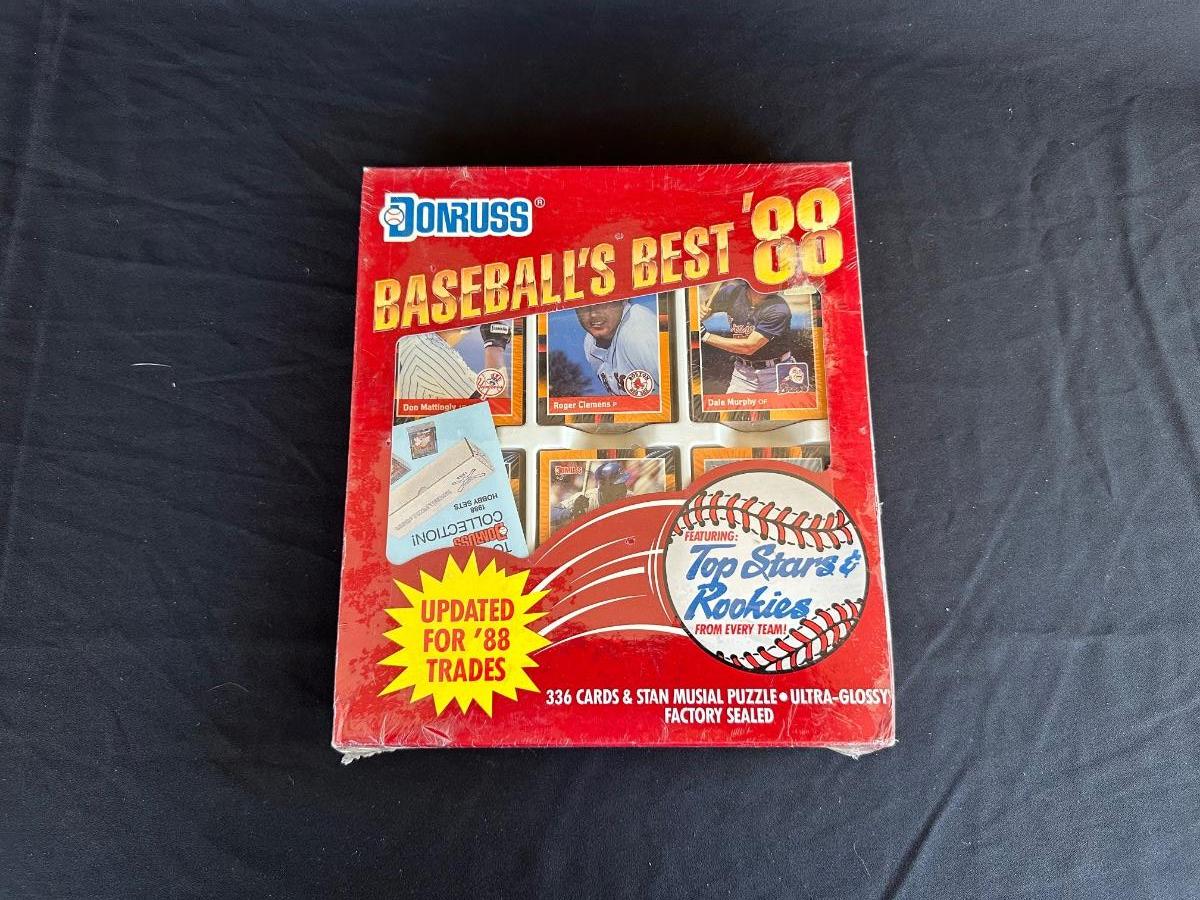 DONRUSS®
BASEBALL'S BEST '88
Don Mattingly
Roger Clemens P
Dale Murphy OF
DONRUSS
1988
HOBBY SETS
COLLECTION!
DONRUSS
FEATURING:
Top Stars &
Rookies
FROM EVERY TEAM!
UPDATED
FOR '88
TRADES
336 CARDS & STAN MUSIAL PUZZLE • ULTRA-GLOSSY
FACTORY SEALED